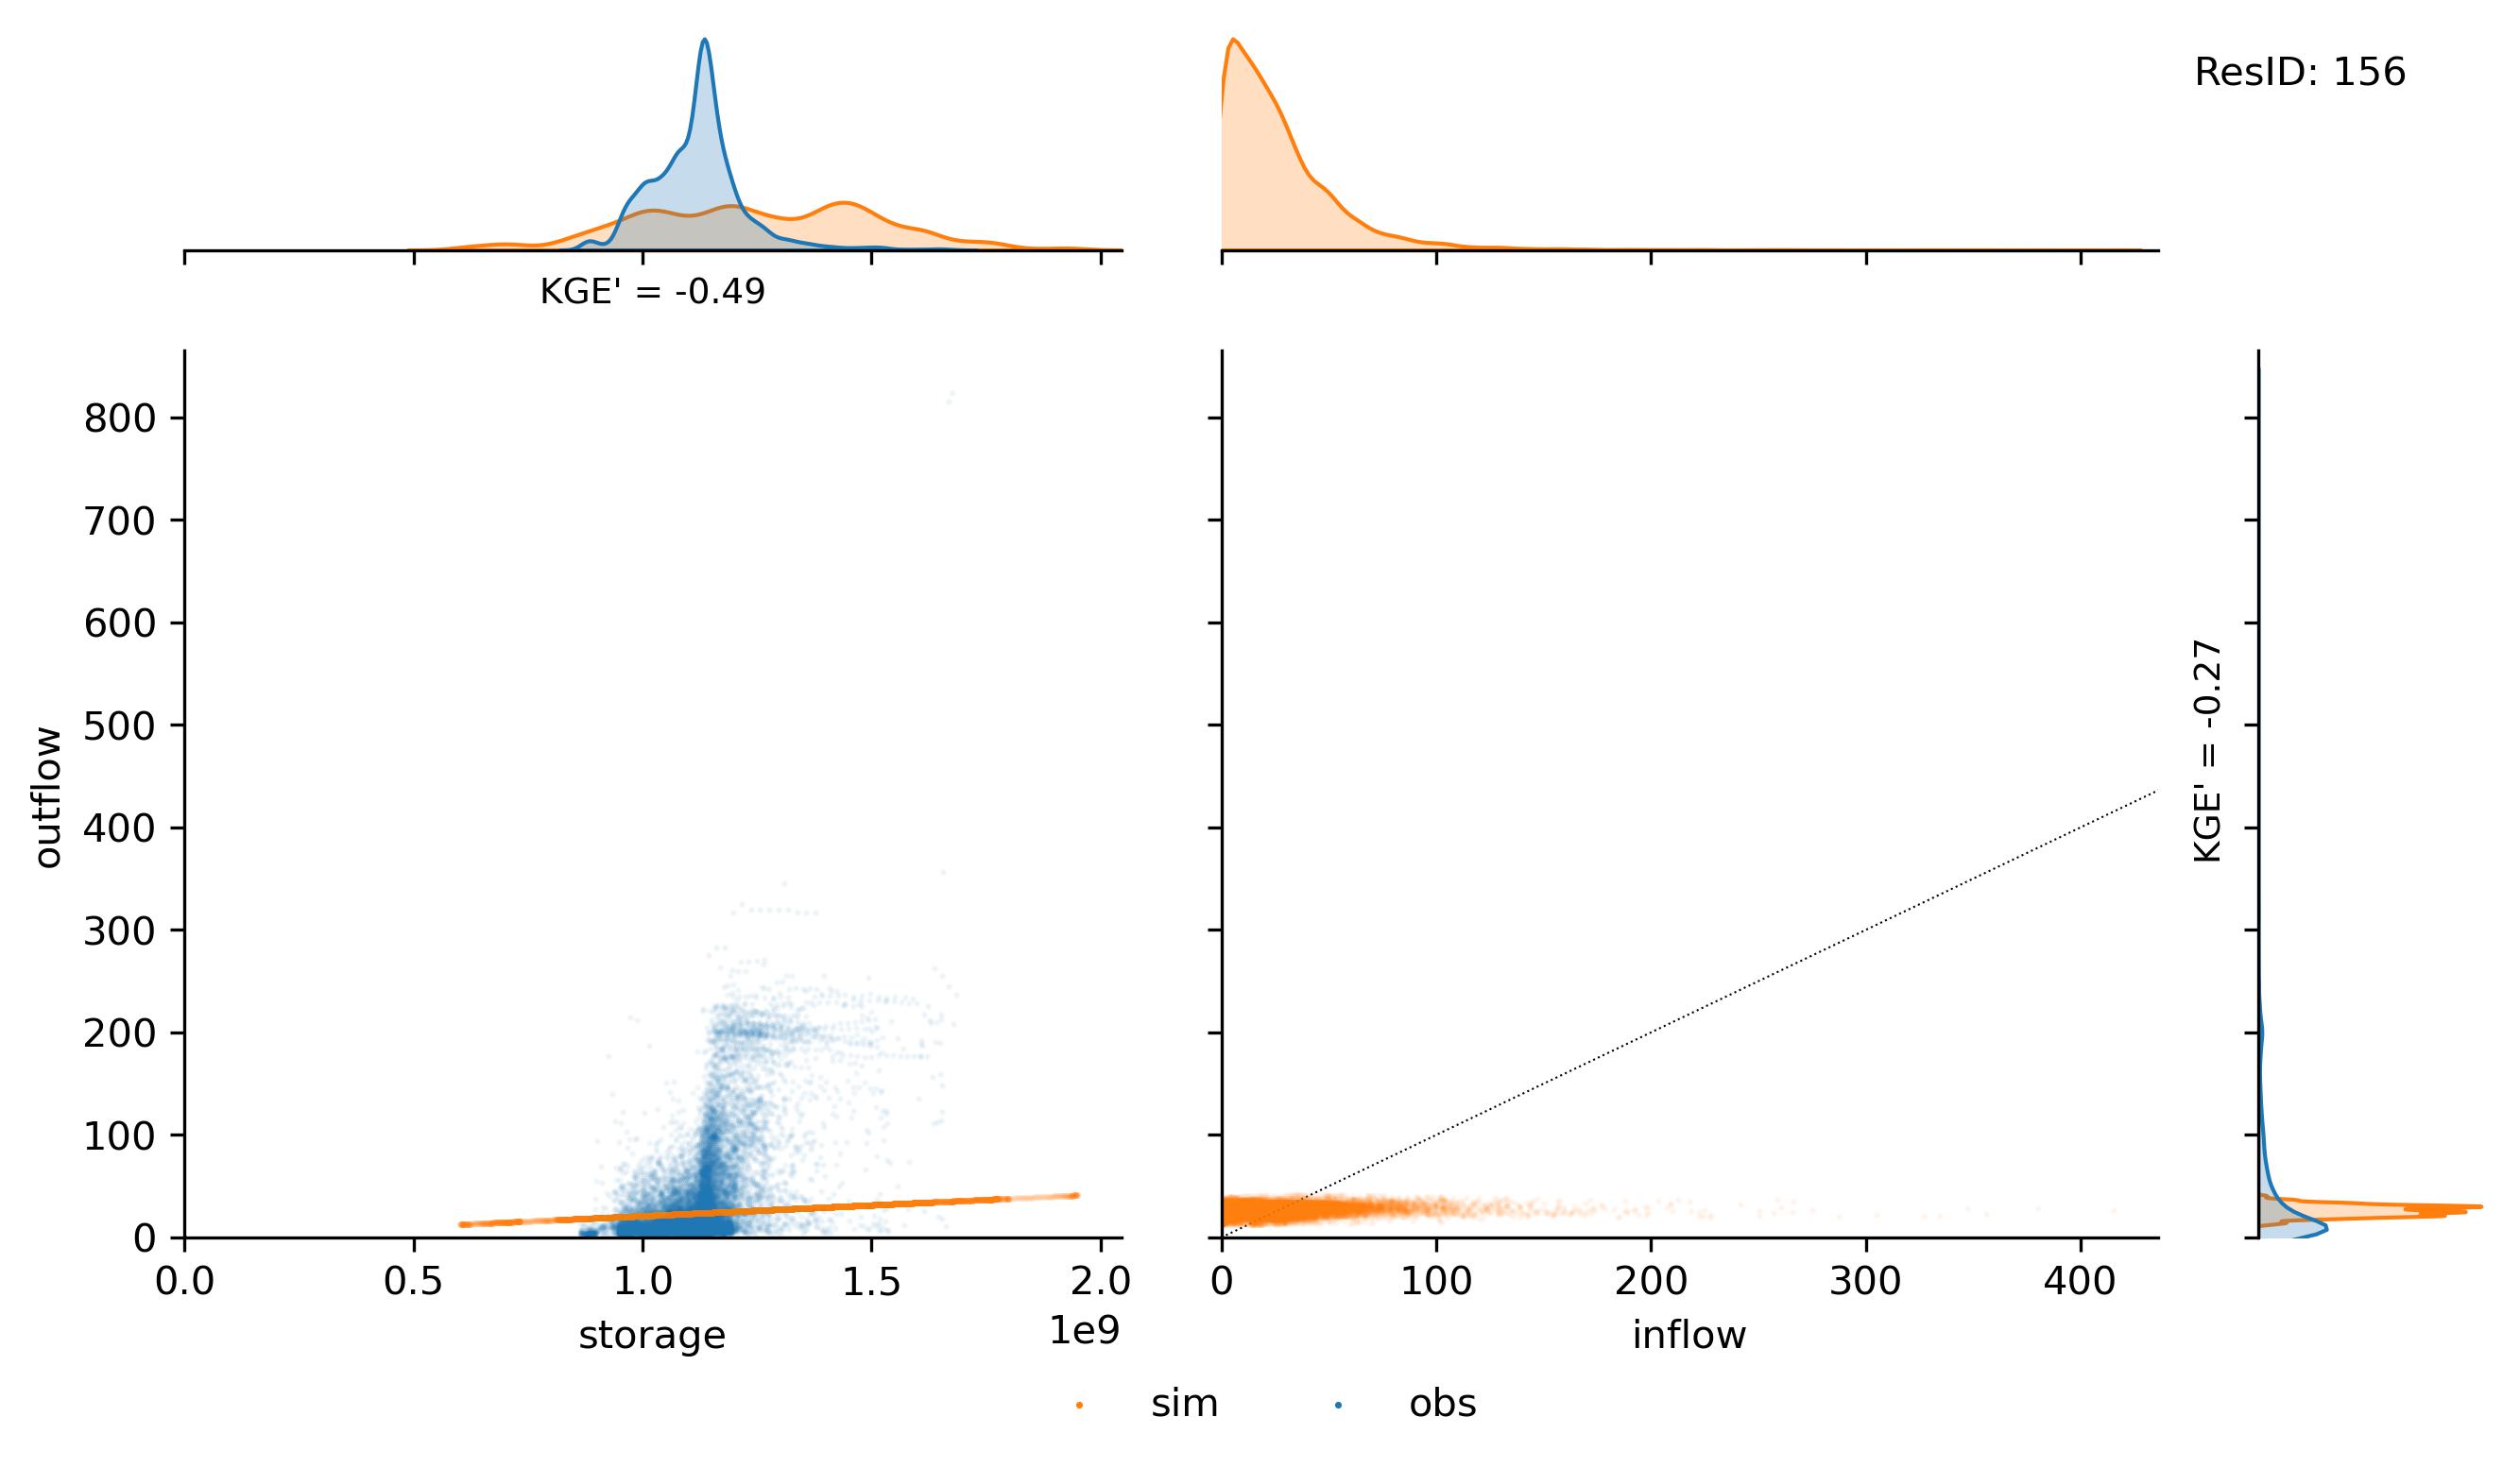 ResID: 156
KGE' = -0.49
outflow
800
700
600
500
400
300
200
100
0
0.0 0.5 1.0 1.5 2.0
1e9
storage
KGE' = -0.27
0 100 200 300 400
inflow
sim obs